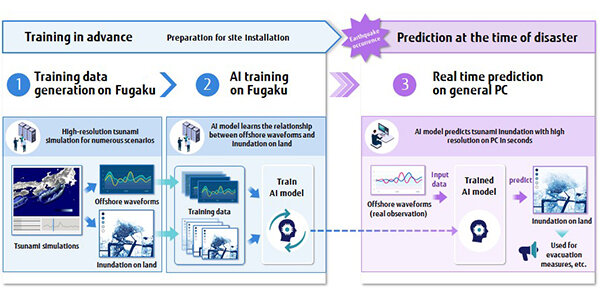 Training in advance
Preparation for site Installation
Earthquake
occurrence
Prediction at the time of disaster
1
Training data
generation on Fugaku
2
AI training
on Fugaku
3
Real time prediction
on general PC
High-resolution tsunami
simulation for numerous scenarios
Tsunami simulations
Offshore waveforms
Inundation on land
AI model learns the relationship
between offshore waveforms and
Inundation on land
Training data
Train
AI model
AI model predicts tsunami Inundation with high
resolution on PC In seconds
Offshore waveforms
(real observation)
Input
data
Trained
AI model
predict
Inundation on land
Used for
evacuation
measures, etc.